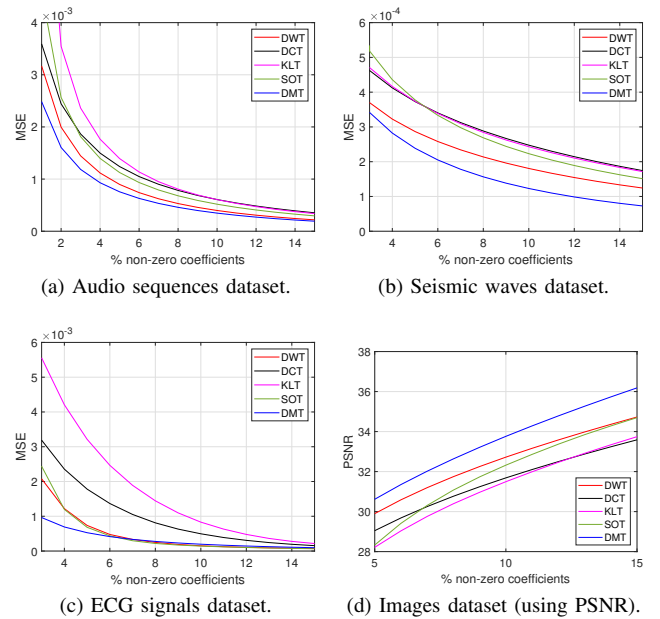 ×10⁻³
4
3
2
1
0
MSE
2 4 6 8 10 12 14
% non-zero coefficients
DWT
DCT
KLT
SOT
DMT
(a) Audio sequences dataset.
×10⁻⁴
6
5
4
3
2
1
0
MSE
4 6 8 10 12 14
% non-zero coefficients
DWT
DCT
KLT
SOT
DMT
(b) Seismic waves dataset.
×10⁻³
6
5
4
3
2
1
0
MSE
4 6 8 10 12 14
% non-zero coefficients
DWT
DCT
KLT
SOT
DMT
(c) ECG signals dataset.
38
36
34
32
30
28
PSNR
5 10 15
% non-zero coefficients
DWT
DCT
KLT
SOT
DMT
(d) Images dataset (using PSNR).